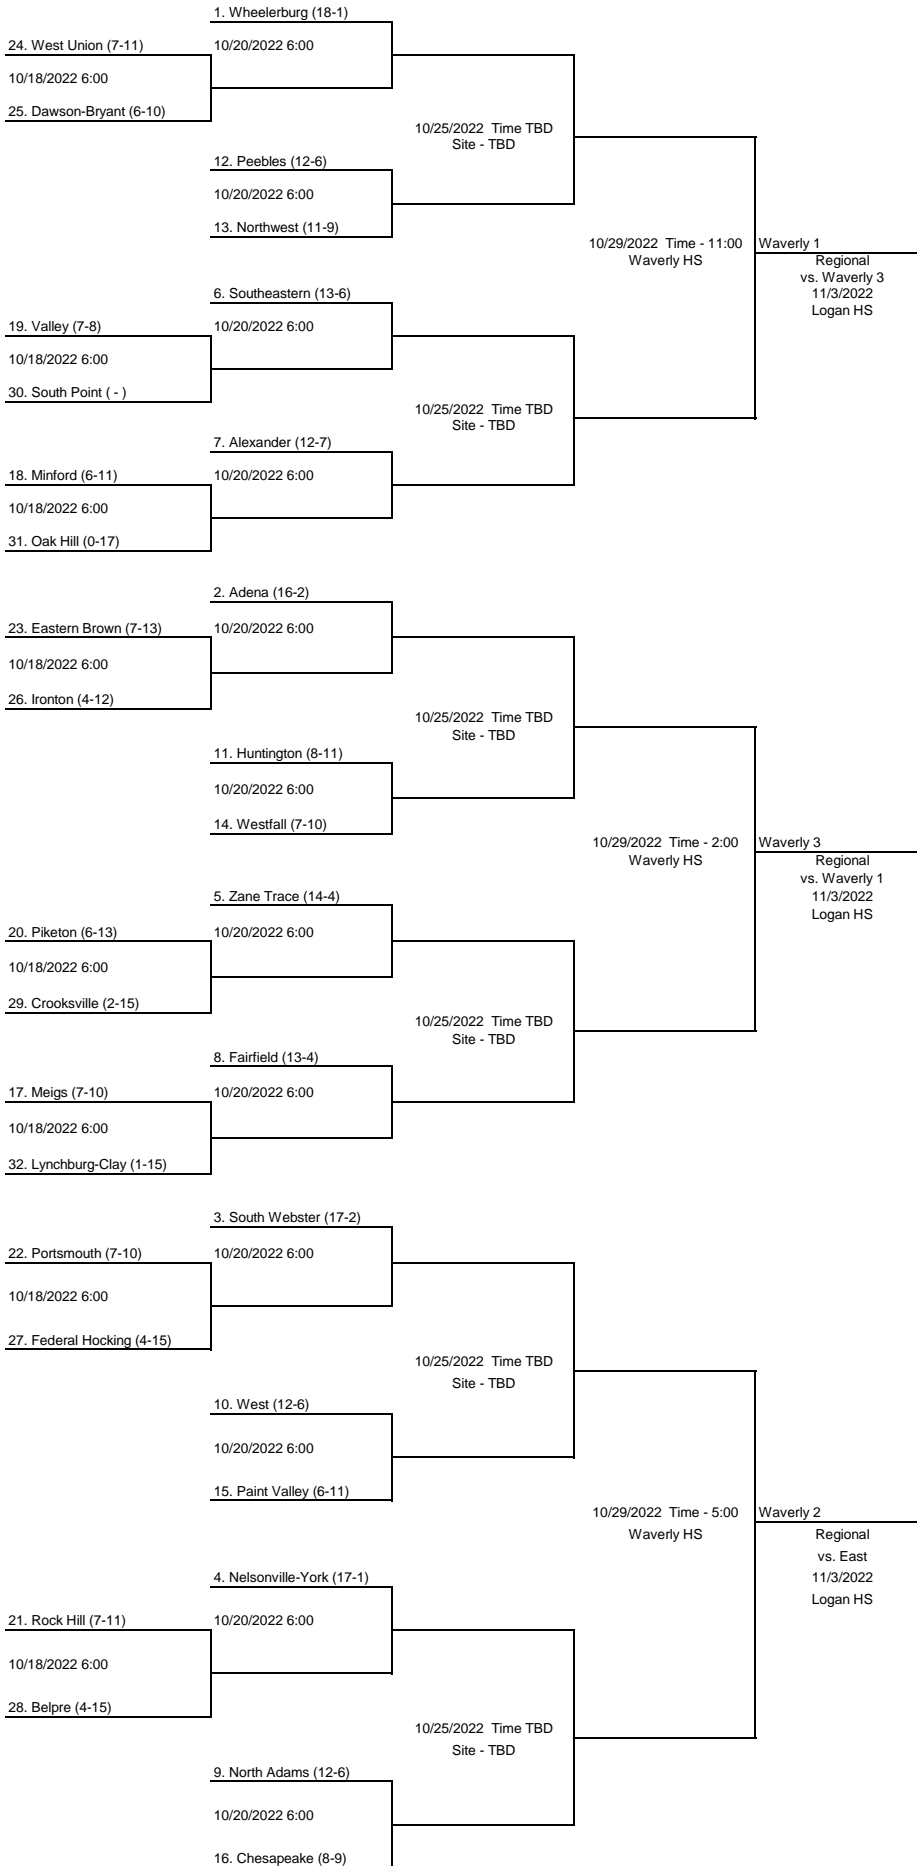 1. Wheelerburg (18-1)
24. West Union (7-11)
10/20/2022 6:00
10/18/2022 6:00
25. Dawson-Bryant (6-10)
10/25/2022  Time TBD
Site - TBD
12. Peebles (12-6)
10/20/2022 6:00
13. Northwest (11-9)
10/29/2022  Time - 11:00
Waverly HS
Waverly 1
Regional
vs. Waverly 3
11/3/2022
Logan HS
6. Southeastern (13-6)
19. Valley (7-8)
10/20/2022 6:00
10/18/2022 6:00
30. South Point ( - )
10/25/2022  Time TBD
Site - TBD
7. Alexander (12-7)
18. Minford (6-11)
10/20/2022 6:00
10/18/2022 6:00
31. Oak Hill (0-17)
2. Adena (16-2)
23. Eastern Brown (7-13)
10/20/2022 6:00
10/18/2022 6:00
26. Ironton (4-12)
10/25/2022  Time TBD
Site - TBD
11. Huntington (8-11)
10/20/2022 6:00
14. Westfall (7-10)
10/29/2022  Time - 2:00
Waverly HS
Waverly 3
Regional
vs. Waverly 1
11/3/2022
Logan HS
5. Zane Trace (14-4)
20. Piketon (6-13)
10/20/2022 6:00
10/18/2022 6:00
29. Crooksville (2-15)
10/25/2022  Time TBD
Site - TBD
8. Fairfield (13-4)
17. Meigs (7-10)
10/20/2022 6:00
10/18/2022 6:00
32. Lynchburg-Clay (1-15)
3. South Webster (17-2)
22. Portsmouth (7-10)
10/20/2022 6:00
10/18/2022 6:00
27. Federal Hocking (4-15)
10/25/2022  Time TBD
Site - TBD
10. West (12-6)
10/20/2022 6:00
15. Paint Valley (6-11)
10/29/2022  Time - 5:00
Waverly HS
Waverly 2
Regional
vs. East
11/3/2022
Logan HS
4. Nelsonville-York (17-1)
21. Rock Hill (7-11)
10/20/2022 6:00
10/18/2022 6:00
28. Belpre (4-15)
10/25/2022  Time TBD
Site - TBD
9. North Adams (12-6)
10/20/2022 6:00
16. Chesapeake (8-9)